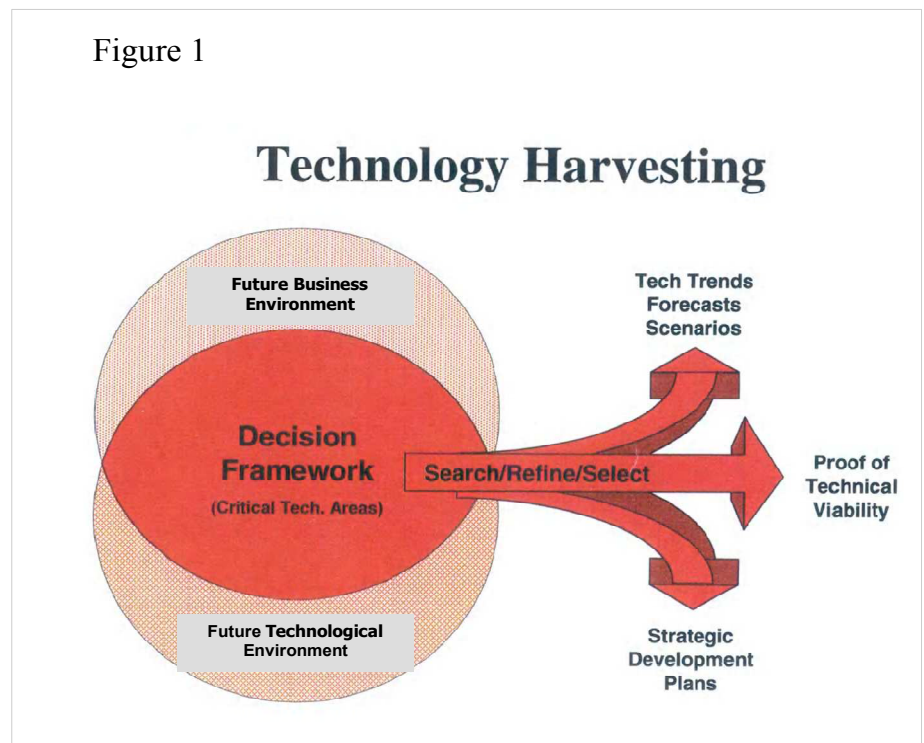 Figure 1
Technology Harvesting
Future Business
Environment
Tech Trends
Forecasts
Scenarios
Decision
Framework
(Critical Tech. Areas)
Search/Refine/Select
Proof of
Technical
Viability
Future Technological
Environment
Strategic
Development
Plans